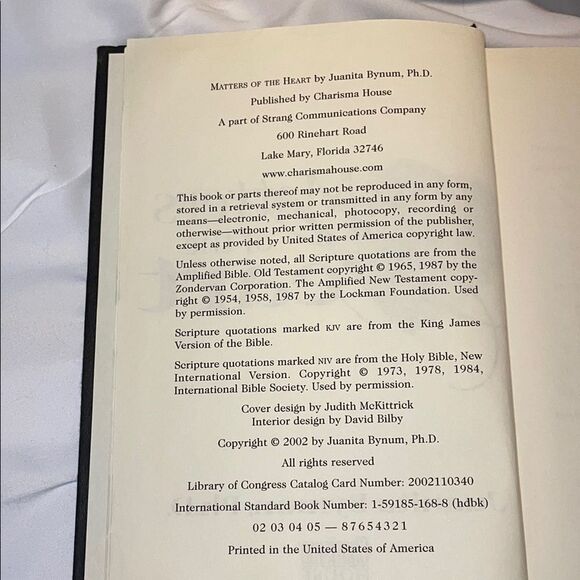 MATTERS OF THE HEART by Juanita Bynum, Ph.D.
Published by Charisma House
A part of Strang Communications Company
600 Rinehart Road
Lake Mary, Florida 32746
www.charismahouse.com
This book or parts thereof may not be reproduced in any form,
stored in a retrieval system or transmitted in any form by any
means—electronic, mechanical, photocopy, recording or
otherwise—without prior written permission of the publisher,
except as provided by United States of America copyright law.
Unless otherwise noted, all Scripture quotations are from the
Amplified Bible. Old Testament copyright © 1965, 1987 by the
Zondervan Corporation. The Amplified New Testament copy-
right © 1954, 1958, 1987 by the Lockman Foundation. Used
by permission.
Scripture quotations marked KJV are from the King James
Version of the Bible.
Scripture quotations marked NIV are from the Holy Bible, New
International Version. Copyright © 1973, 1978, 1984,
International Bible Society. Used by permission.
Cover design by Judith McKittrick
Interior design by David Bilby
Copyright © 2002 by Juanita Bynum, Ph.D.
All rights reserved
Library of Congress Catalog Card Number: 2002110340
International Standard Book Number: 1-59185-168-8 (hdbk)
02 03 04 05 — 87654321
Printed in the United States of America